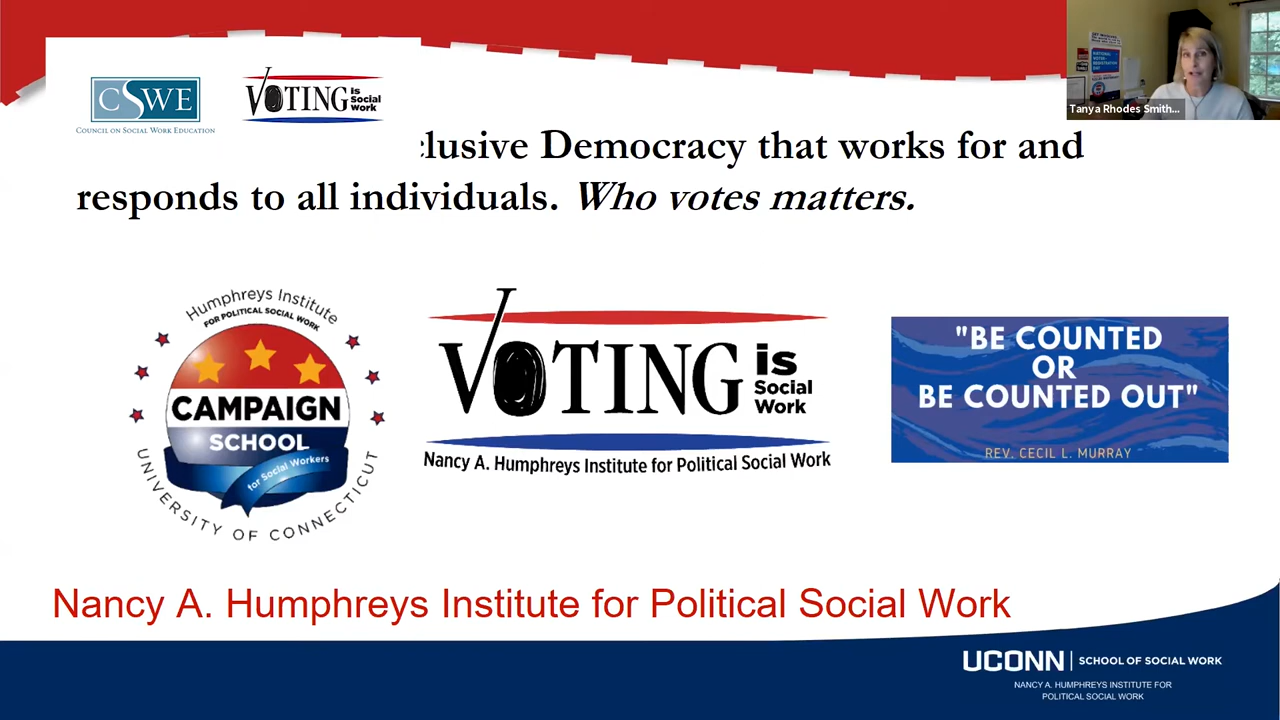 CSWE
COUNCIL ON SOCIAL WORK EDUCATION
VOTING is Social Work
Tanya Rhodes Smith...
clusive Democracy that works for and
responds to all individuals. Who votes matters.
Humphreys Institute
FOR POLITICAL SOCIAL WORK
CAMPAIGN
SCHOOL
for Social Workers
UNIVERSITY OF CONNECTICUT
VOTING is
Social
Work
Nancy A. Humphreys Institute for Political Social Work
"BE COUNTED
OR
BE COUNTED OUT"
REV. CECIL L. MURRAY
Nancy A. Humphreys Institute for Political Social Work
UCONN | SCHOOL OF SOCIAL WORK
NANCY A. HUMPHREYS INSTITUTE FOR
POLITICAL SOCIAL WORK